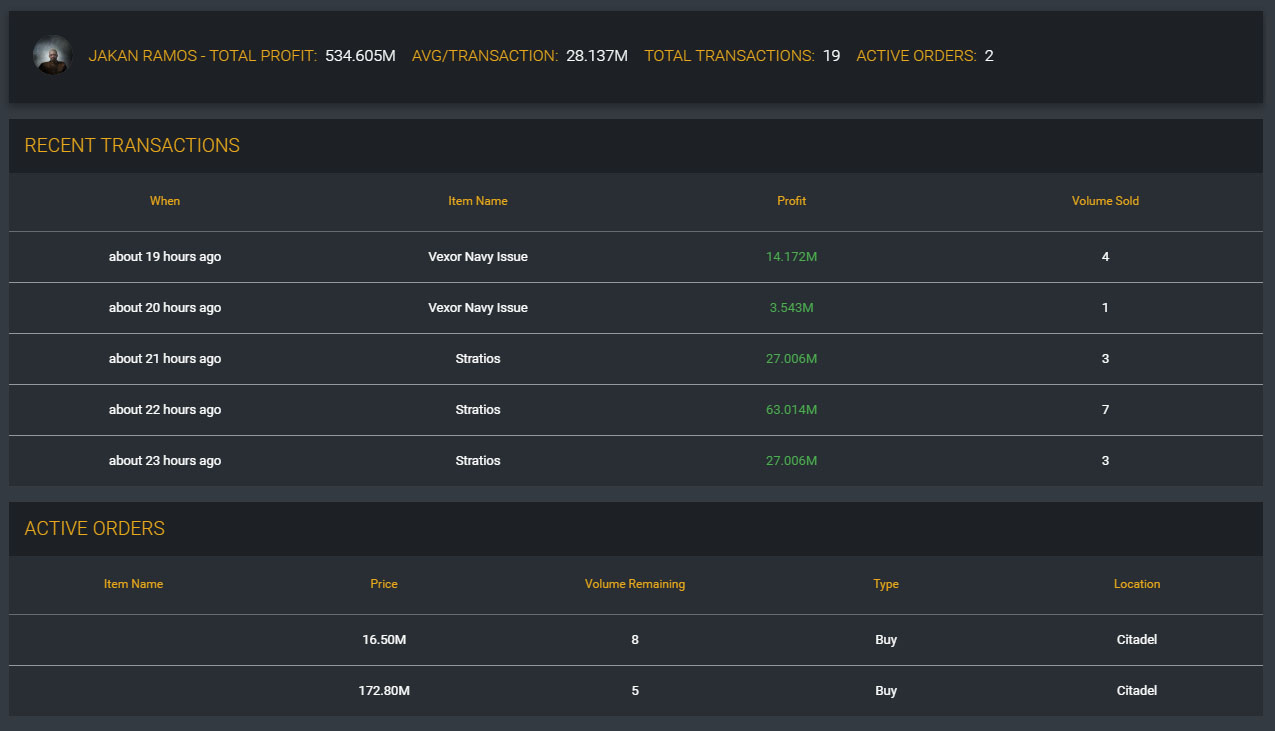 JAKAN RAMOS - TOTAL PROFIT: 534.605M AVG/TRANSACTION: 28.137M TOTAL TRANSACTIONS: 19 ACTIVE ORDERS: 2
RECENT TRANSACTIONS
When Item Name Profit Volume Sold
about 19 hours ago Vexor Navy Issue 14.172M 4
about 20 hours ago Vexor Navy Issue 3.543M 1
about 21 hours ago Stratios 27.006M 3
about 22 hours ago Stratios 63.014M 7
about 23 hours ago Stratios 27.006M 3
ACTIVE ORDERS
Item Name Price Volume Remaining Type Location
16.50M 8 Buy Citadel
172.80M 5 Buy Citadel